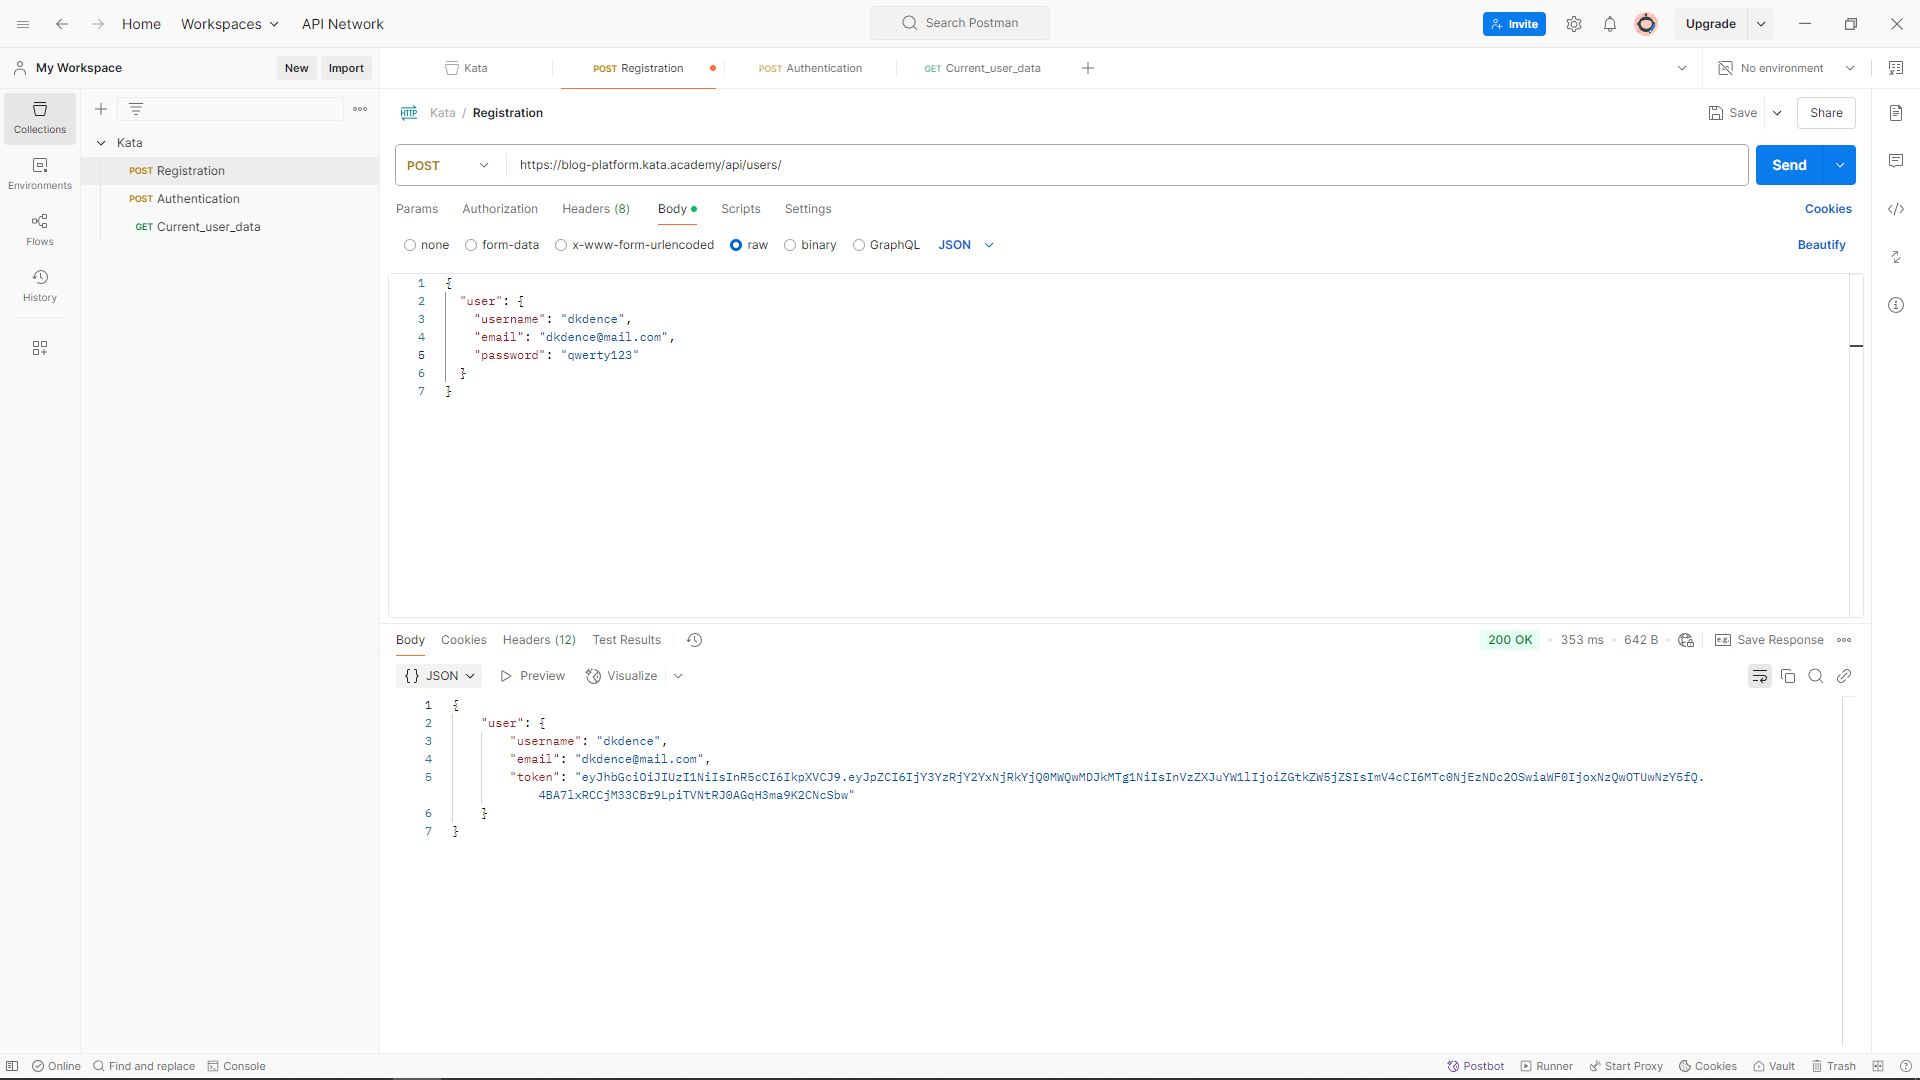 Home Workspaces API Network Search Postman Invite Upgrade
My Workspace New Import Kata POST Registration POST Authentication GET Current_user_data No environment
Collections
Environments
Flows
History
Kata
POST Registration
POST Authentication
GET Current_user_data
HTTP Kata / Registration Save Share
POST https://blog-platform.kata.academy/api/users/ Send
Params Authorization Headers (8) Body Scripts Settings Cookies
none form-data x-www-form-urlencoded raw binary GraphQL JSON Beautify
1 {
2 "user": {
3 "username": "dkdence",
4 "email": "dkdence@mail.com",
5 "password": "qwerty123"
6 }
7 }
Body Cookies Headers (12) Test Results 200 OK 353 ms 642 B e.g. Save Response
{} JSON Preview Visualize
1 {
2 "user": {
3 "username": "dkdence",
4 "email": "dkdence@mail.com",
5 "token": "eyJhbGciOiJIUzI1NiIsInR5cCI6IkpXVCJ9.eyJpZCI6IjY3YzRjY2YxNjRkYjQ0MWQwMDJkMTg1NiIsInVzZXJuYW1lIjoiZGtkZW5jZSIsImV4cCI6MTc0NjEzNDc2OSwiaWF0IjoxNzQwOTUwNzY5fQ.
4BA7lxRCCjM33CBz9LpiTVNtRJ0AGqH3ma9K2CNcSbw"
6 }
7 }
Online Find and replace Console Postbot Runner Start Proxy Cookies Vault Trash